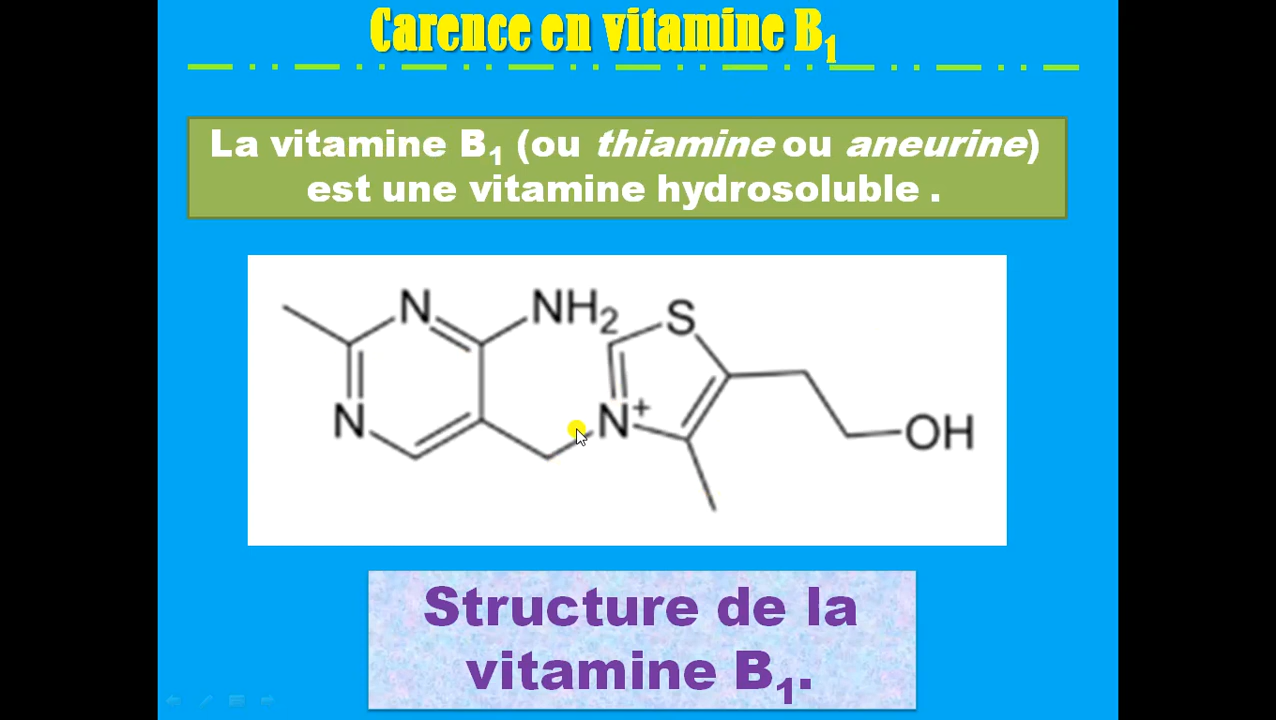 Carence en vitamine B₁
La vitamine B₁ (ou thiamine ou aneurine)
est une vitamine hydrosoluble .
N NH₂ S
N N⁺ OH
Structure de la
vitamine B₁.